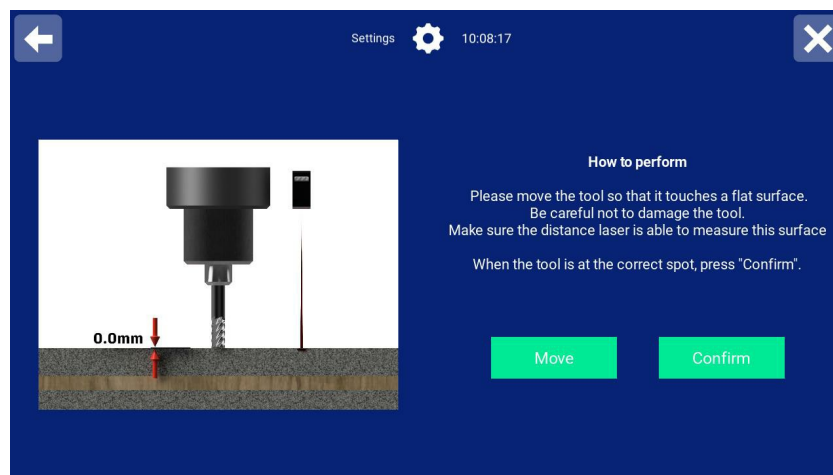 Settings 10:08:17
How to perform
Please move the tool so that it touches a flat surface.
Be careful not to damage the tool.
Make sure the distance laser is able to measure this surface
When the tool is at the correct spot, press "Confirm".
0.0mm
Move Confirm